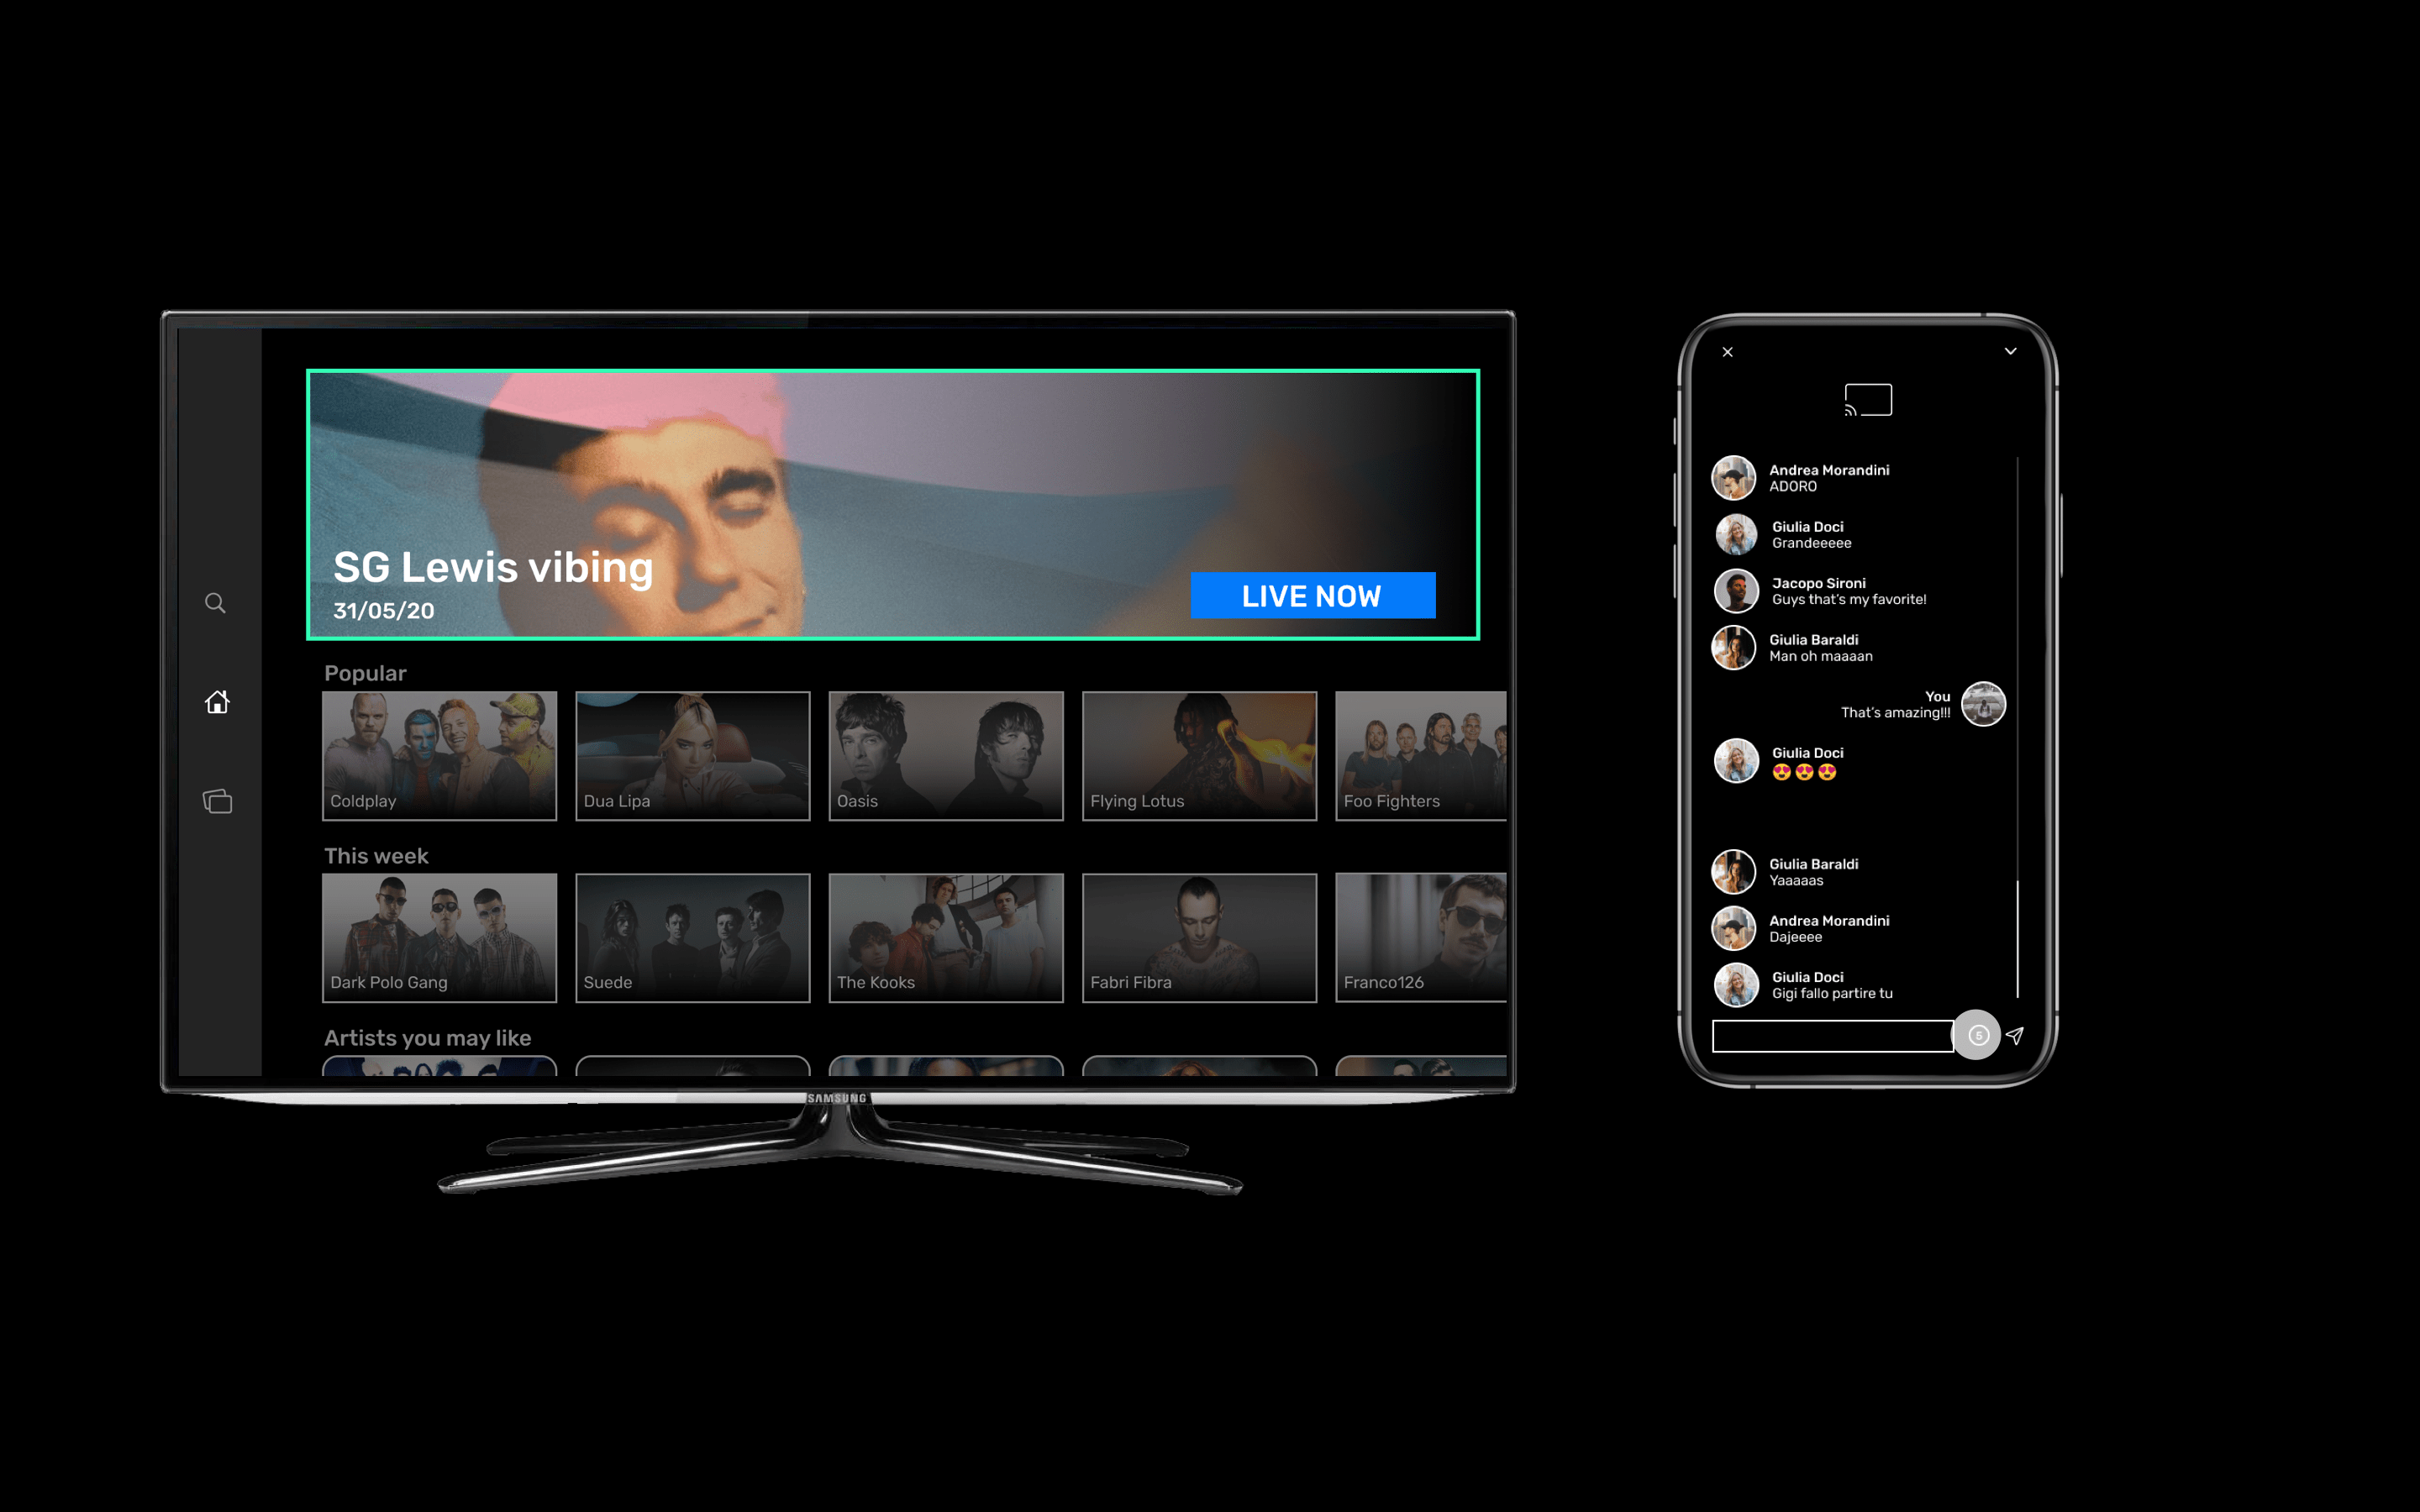 SG Lewis vibing
31/05/20
LIVE NOW
Popular
Coldplay
Dua Lipa
Oasis
Flying Lotus
Foo Fighters
This week
Dark Polo Gang
Suede
The Kooks
Fabri Fibra
Franco126
Artists you may like
SAMSUNG
Andrea Morandini
ADORO
Giulia Doci
Grandeeeee
Jacopo Sironi
Guys that's my favorite!
Giulia Baraldi
Man oh maaaan
You
That's amazing!!!
Giulia Doci
😍😍😍
Giulia Baraldi
Yaaaaas
Andrea Morandini
Dajeeee
Giulia Doci
Gigi fallo partire tu
5